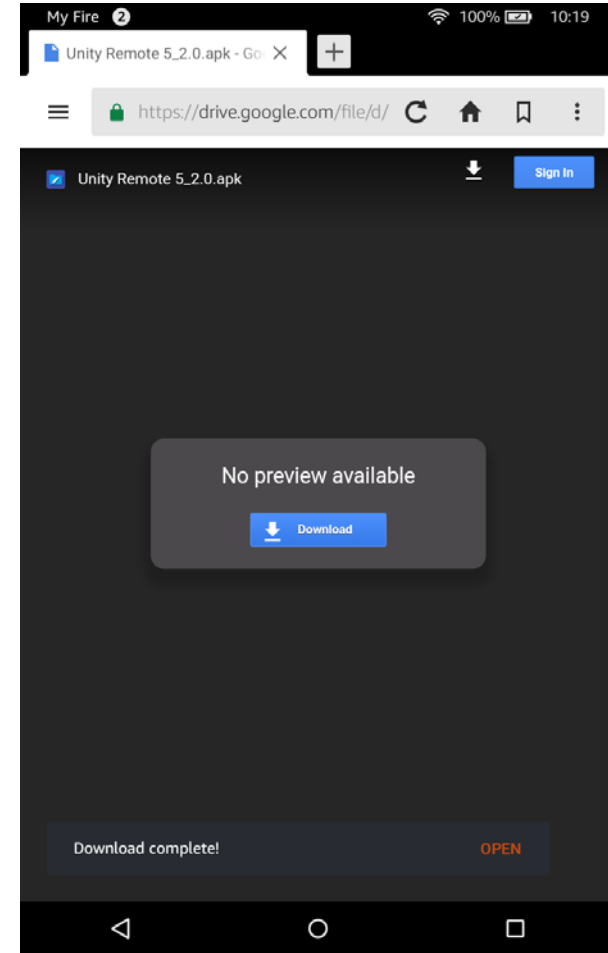 My Fire 2 100% 10:19
Unity Remote 5_2.0.apk - Goo
https://drive.google.com/file/d/
Unity Remote 5_2.0.apk
Sign In
No preview available
Download
Download complete! OPEN